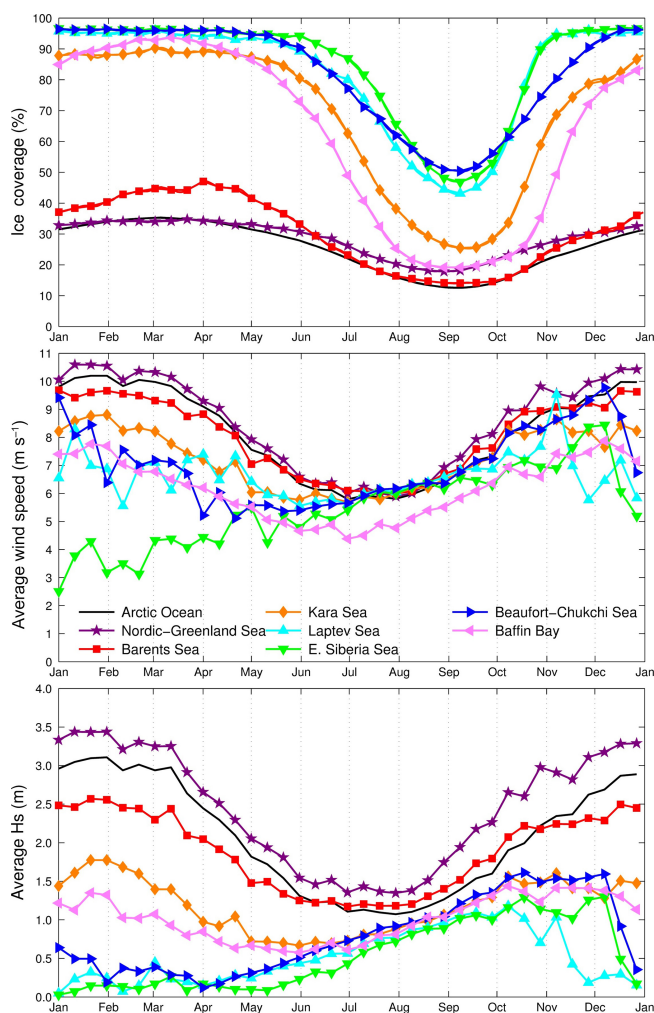 100
90
80
70
60
50
40
30
20
10
0
Ice coverage (%)
Jan Feb Mar Apr May Jun Jul Aug Sep Oct Nov Dec Jan
11
10
9
8
7
6
5
4
3
2
1
0
Average wind speed (m s⁻¹)
Arctic Ocean
Nordic−Greenland Sea
Barents Sea
Kara Sea
Laptev Sea
E. Siberia Sea
Beaufort−Chukchi Sea
Baffin Bay
Jan Feb Mar Apr May Jun Jul Aug Sep Oct Nov Dec Jan
4.0
3.5
3.0
2.5
2.0
1.5
1.0
0.5
0.0
Average Hs (m)
Jan Feb Mar Apr May Jun Jul Aug Sep Oct Nov Dec Jan